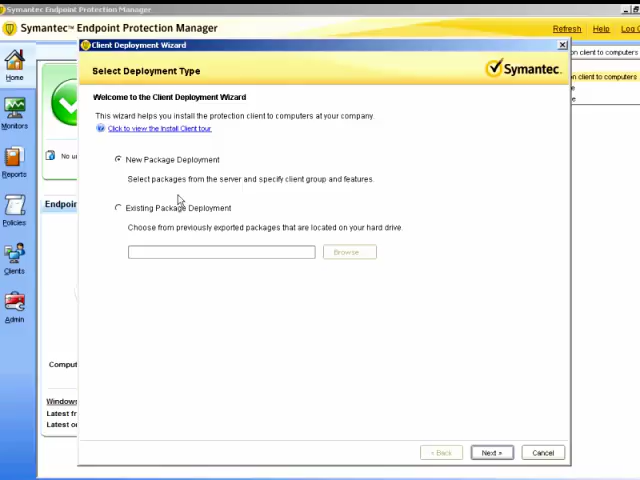 Symantec Endpoint Protection Manager
Symantec™ Endpoint Protection Manager
Refresh
Help
Client Deployment Wizard
on client to computers
Select Deployment Type
Symantec.
on client to computers
Home
Welcome to the Client Deployment Wizard
This wizard helps you install the protection client to computers at your company.
Click to view the Install Client tour
Monitors
No u
New Package Deployment
Reports
Select packages from the server and specify client group and features.
Endpoin
Existing Package Deployment
Policies
Choose from previously exported packages that are located on your hard drive.
Browse...
Clients
Admin
Comput
Windows
Latest fr
Latest o
< Back
Next >
Cancel